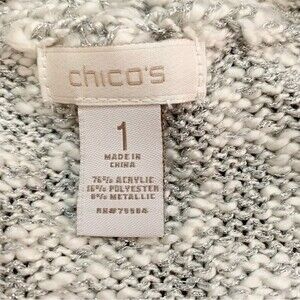 chico's
1
MADE IN
CHINA
76% ACRYLIC
16% POLYESTER
8% METALLIC